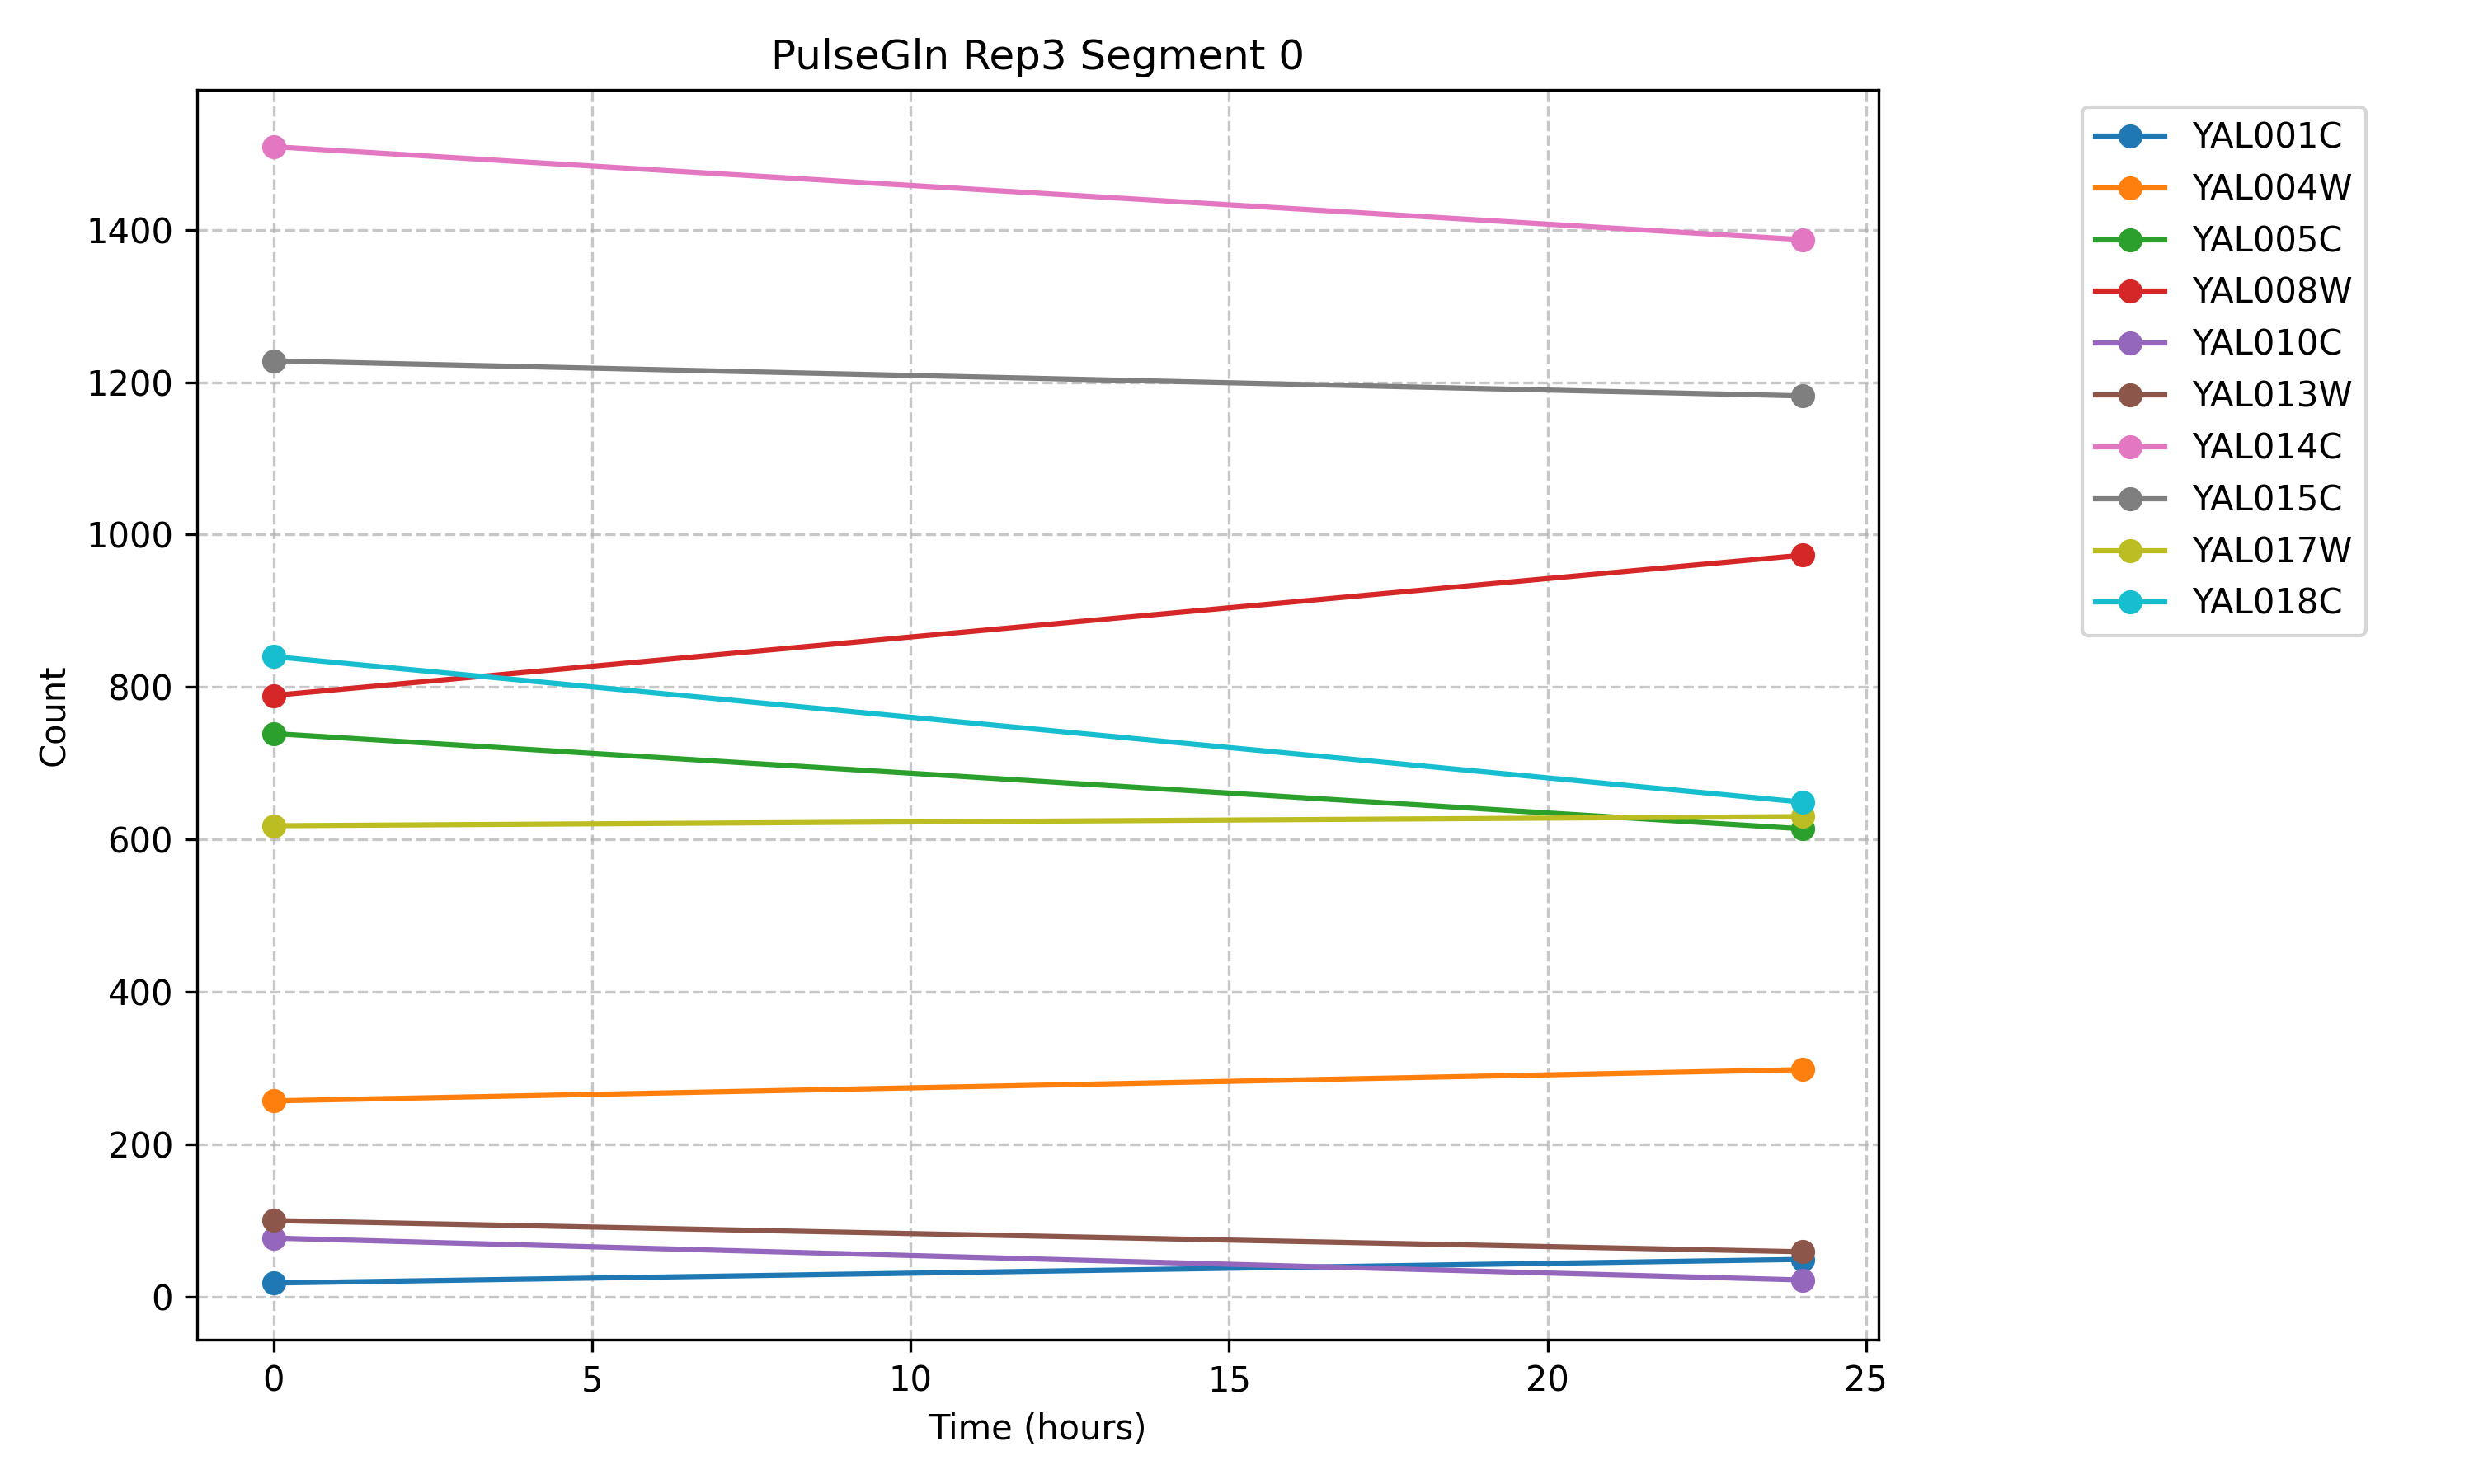 PulseGln Rep3 Segment 0
Count
1400
1200
1000
800
600
400
200
0
0 5 10 15 20 25
Time (hours)
YAL001C
YAL004W
YAL005C
YAL008W
YAL010C
YAL013W
YAL014C
YAL015C
YAL017W
YAL018C